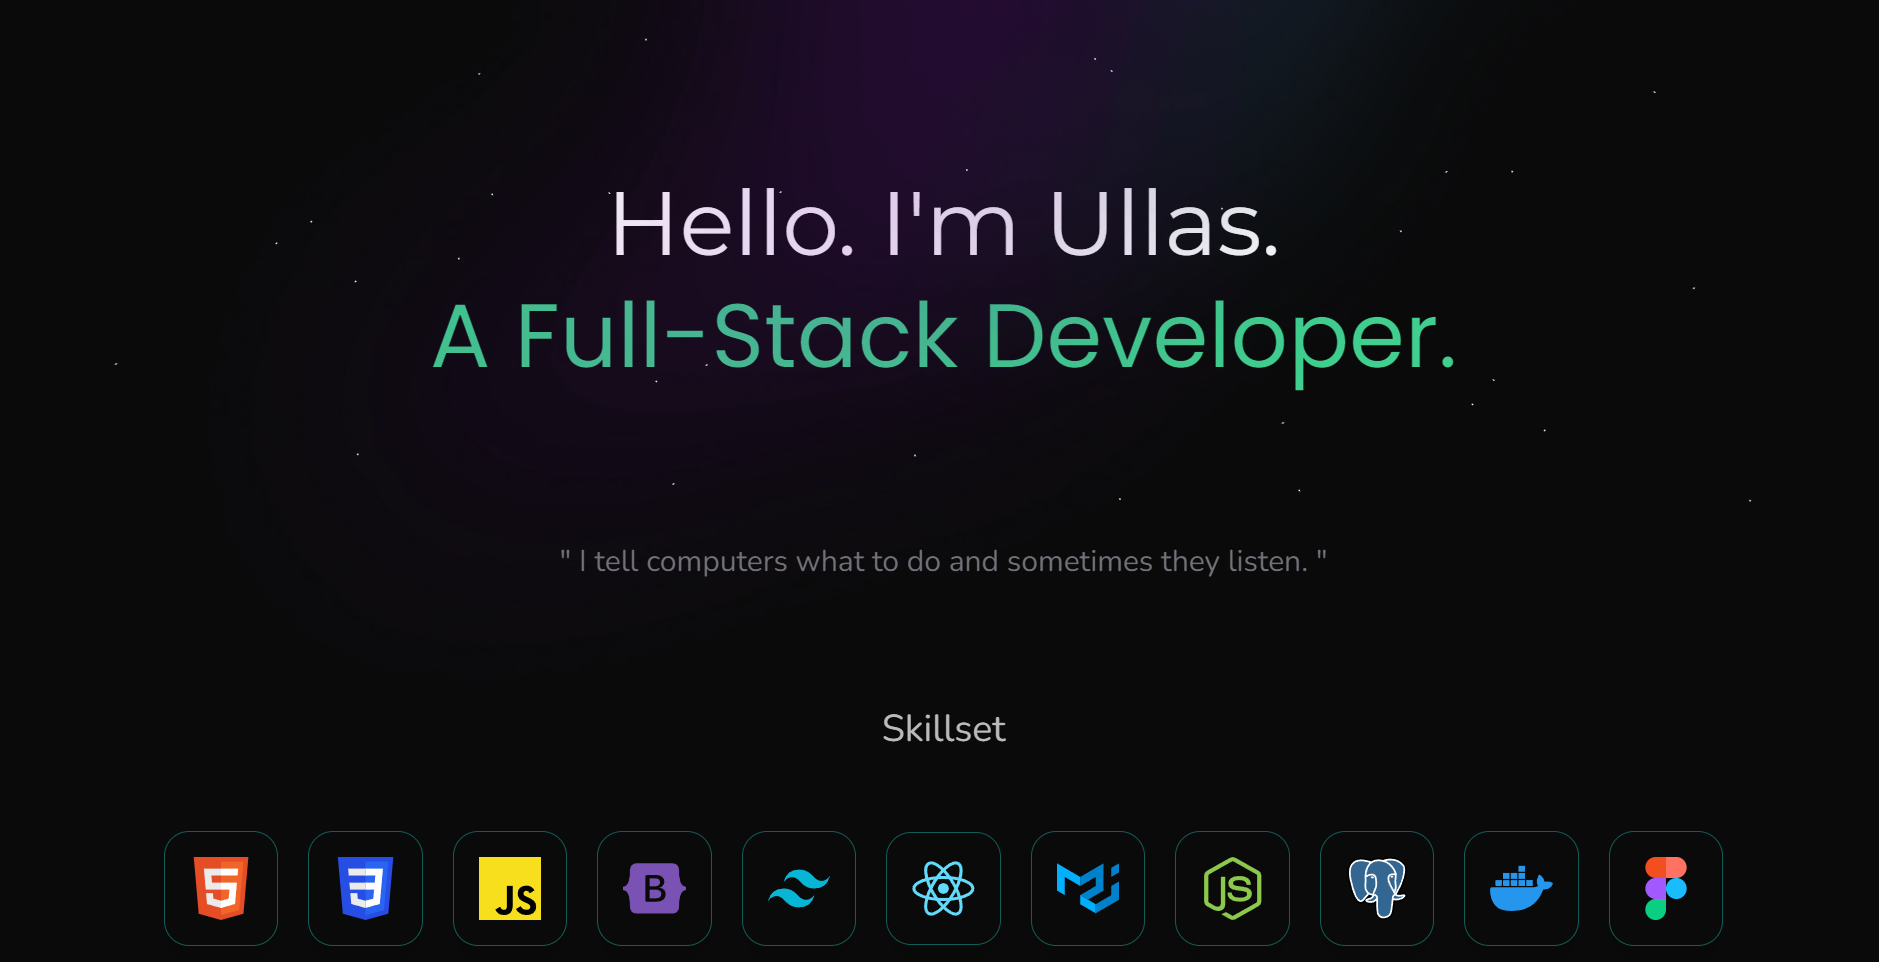 Hello. I'm Ullas.
A Full-Stack Developer.
" I tell computers what to do and sometimes they listen. "
Skillset
5 3 JS B JS